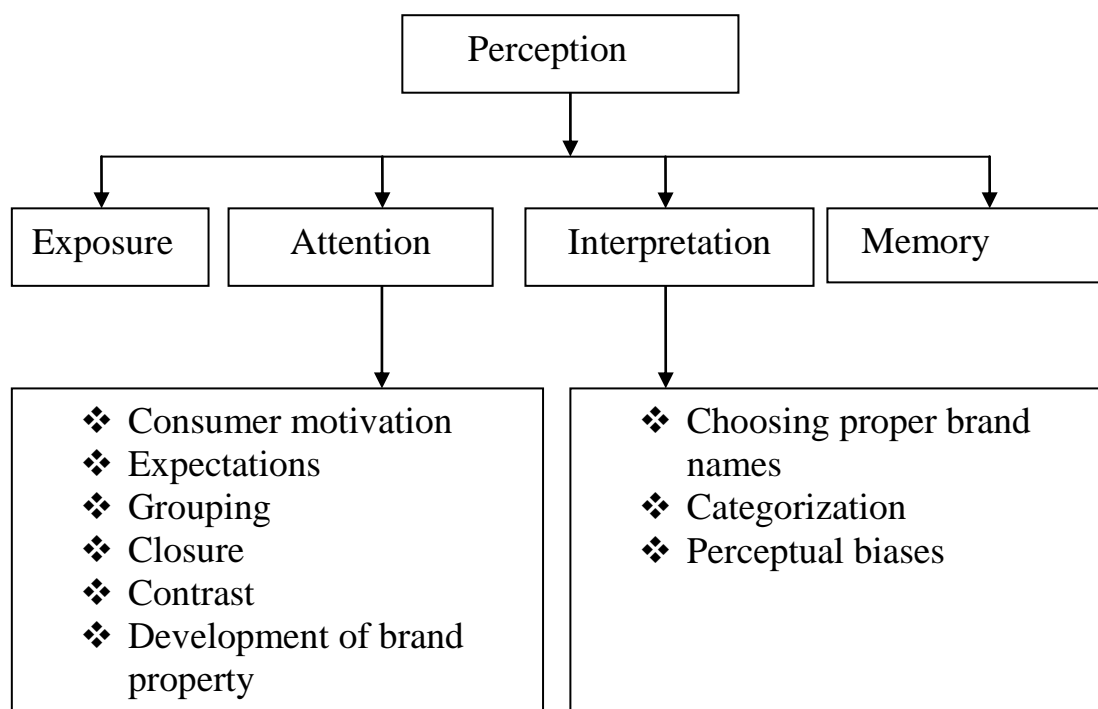 Perception
Exposure
Attention
Interpretation
Memory
❖ Consumer motivation
❖ Expectations
❖ Grouping
❖ Closure
❖ Contrast
❖ Development of brand
property
❖ Choosing proper brand
names
❖ Categorization
❖ Perceptual biases